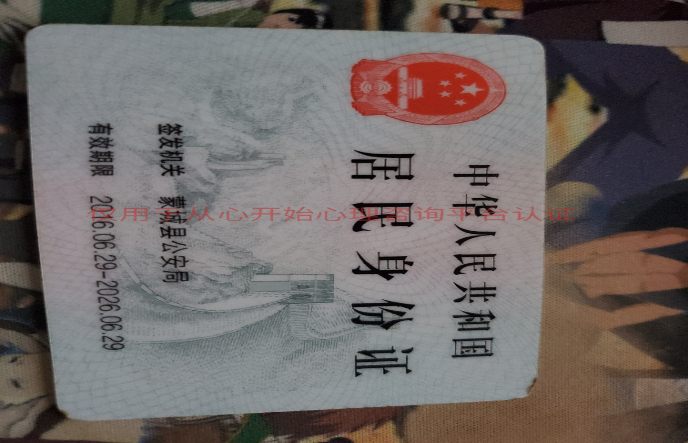 中华人民共和国
居民身份证
签发机关 蒙城县公安局
有效期限 2016.06.29-2026.06.29
仅用于从心开始心理咨询平台认证